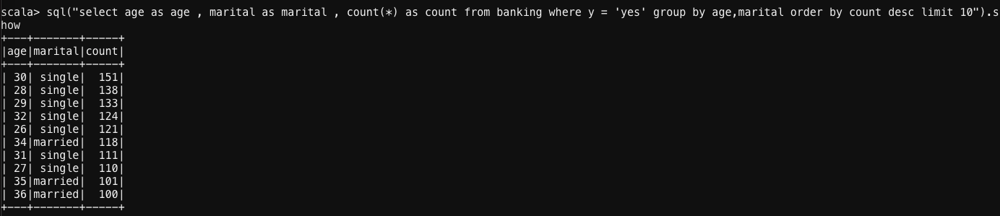 scala> sql("select age as age , marital as marital , count(*) as count from banking where y = 'yes' group by age,marital order by count desc limit 10").s
how
+---+-------+-----+
|age|marital|count|
+---+-------+-----+
| 30| single|  151|
| 28| single|  138|
| 29| single|  133|
| 32| single|  124|
| 26| single|  121|
| 34|married|  118|
| 31| single|  111|
| 27| single|  110|
| 35|married|  101|
| 36|married|  100|
+---+-------+-----+